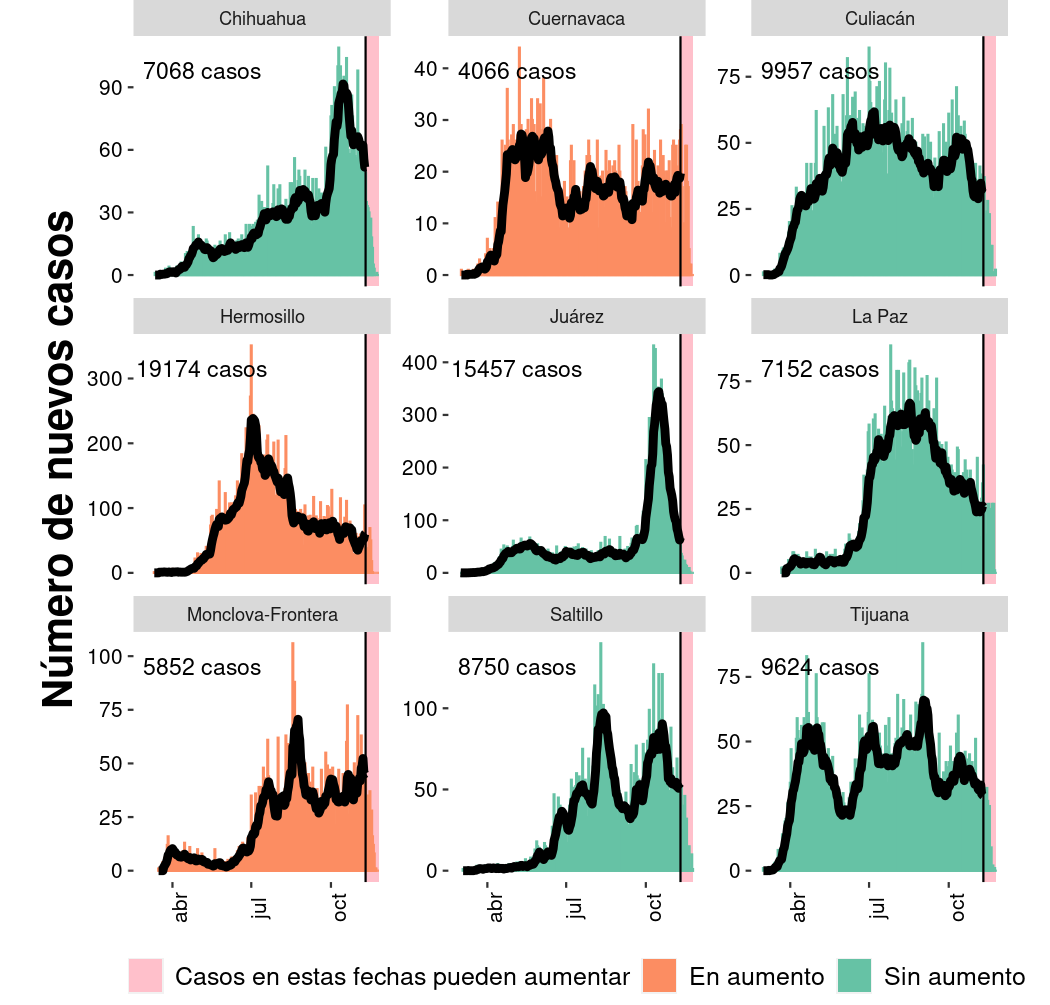 Número de nuevos casos
Chihuahua
Cuernavaca
Culiacán
7068 casos
4066 casos
9957 casos
90
60
30
0
40
30
20
10
0
75
50
25
0
Hermosillo
Juárez
La Paz
19174 casos
15457 casos
7152 casos
300
200
100
0
400
300
200
100
0
75
50
25
0
Monclova-Frontera
Saltillo
Tijuana
5852 casos
8750 casos
9624 casos
100
75
50
25
0
100
50
0
75
50
25
0
abr
jul
oct
abr
jul
oct
abr
jul
oct
Casos en estas fechas pueden aumentar
En aumento
Sin aumento